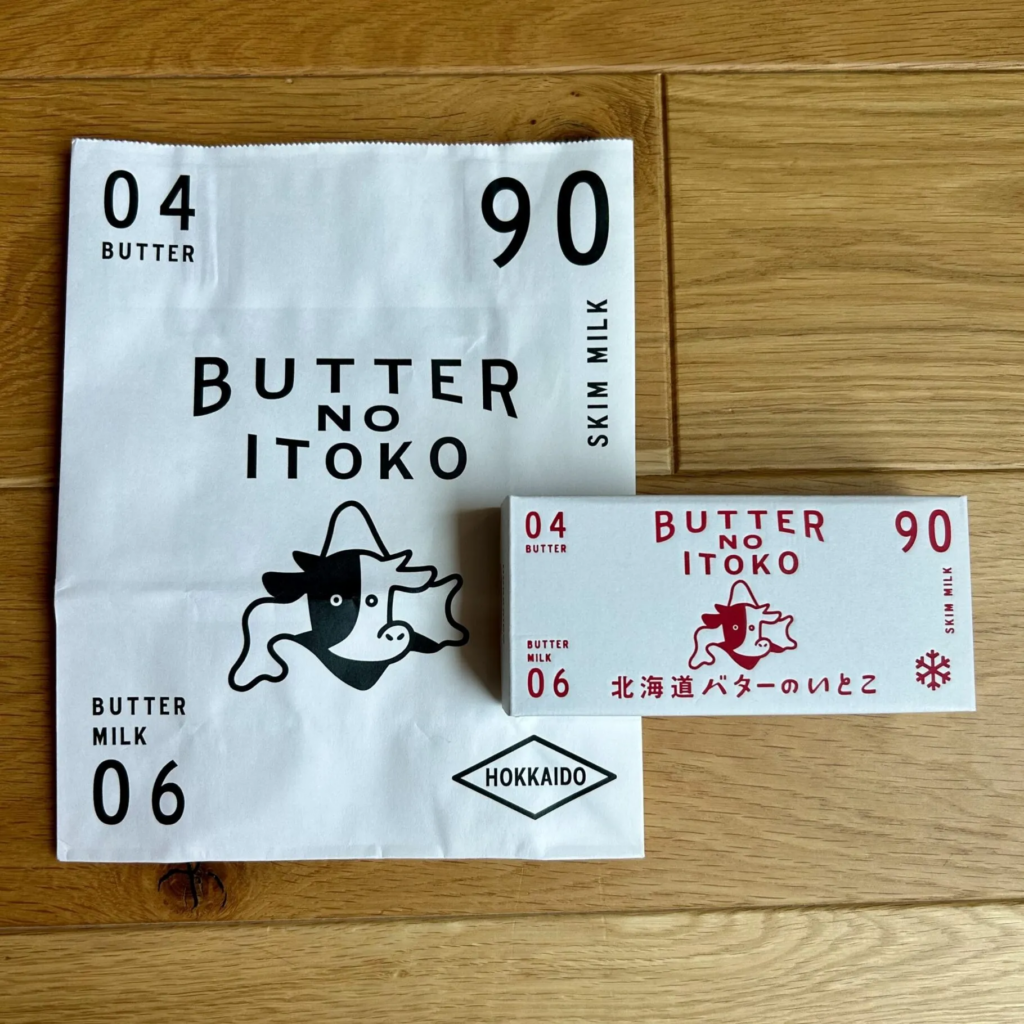 04
BUTTER
90
SKIM MILK
BUTTER
NO
ITOKO
BUTTER
MILK
06
HOKKAIDO
04
BUTTER
BUTTER
NO
ITOKO
90
SKIM MILK
BUTTER
MILK
06
北海道バターのいとこ